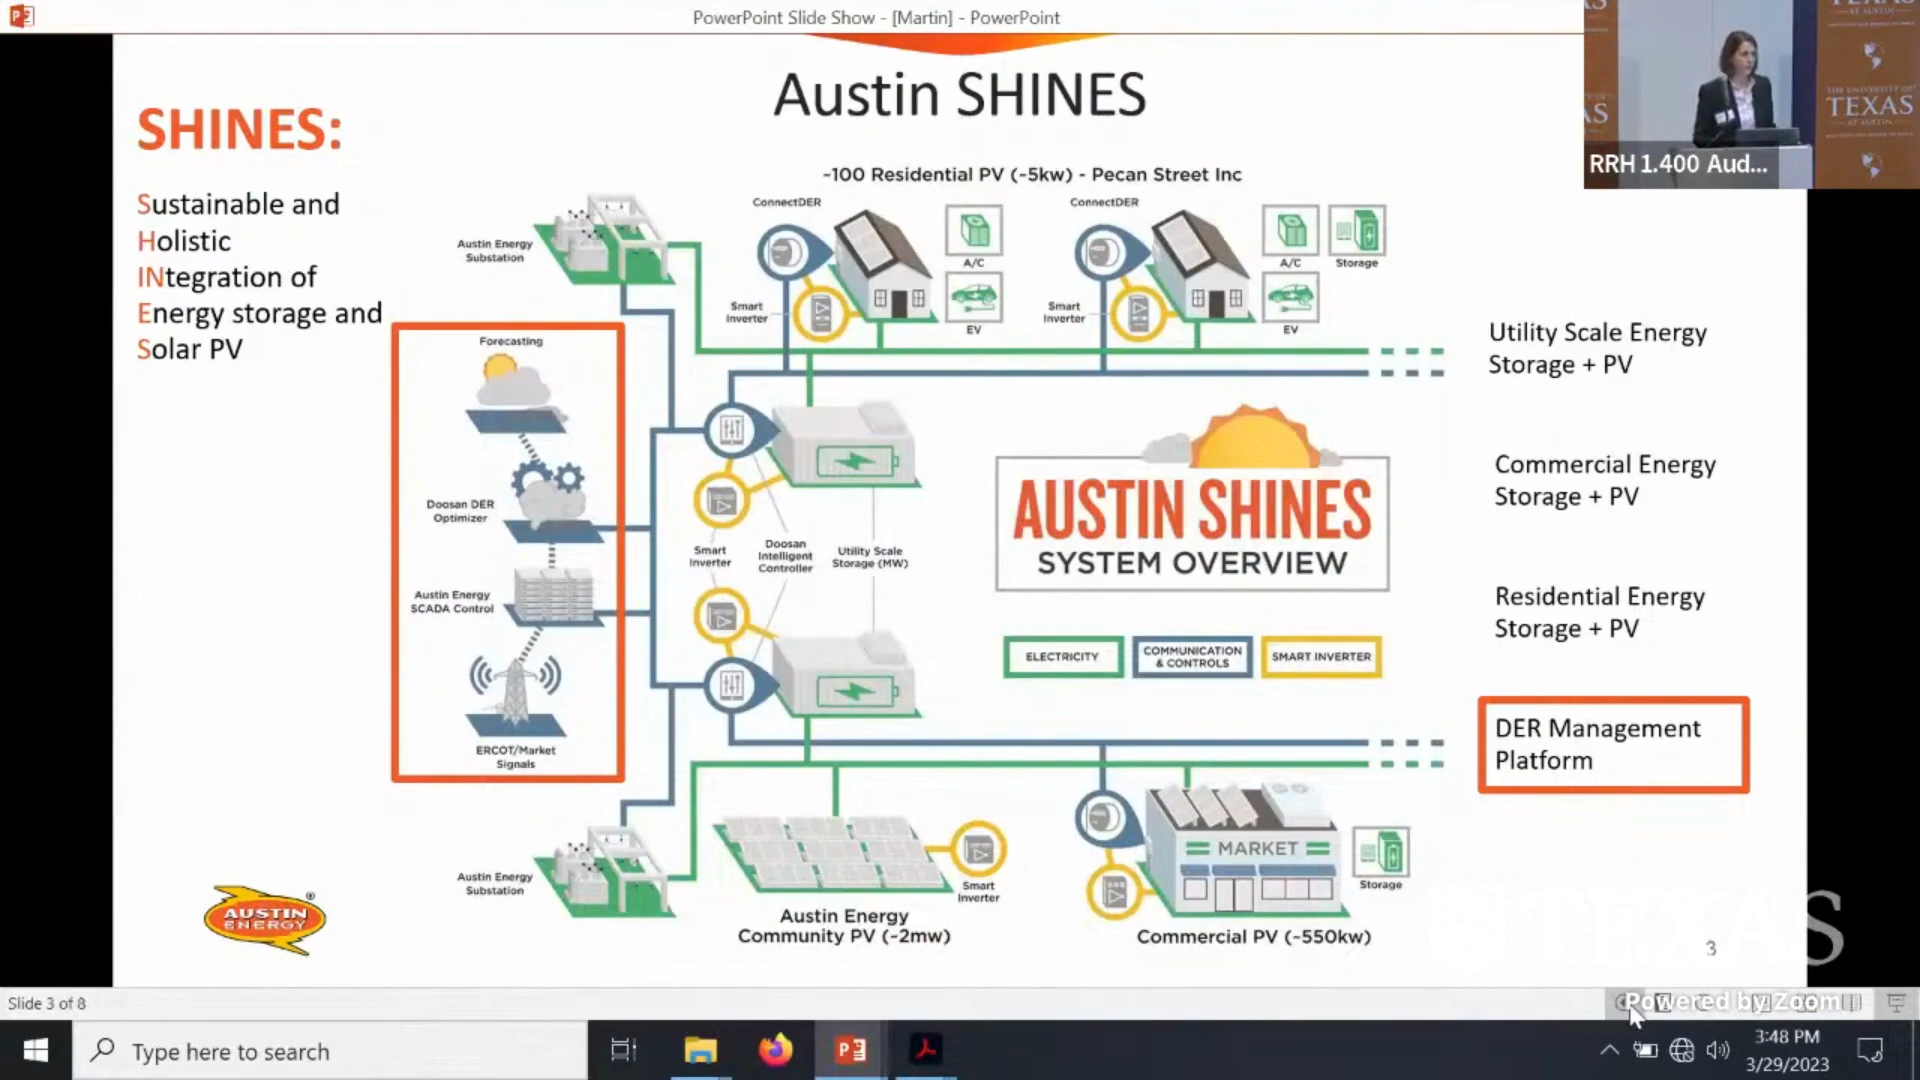 PowerPoint Slide Show - [Martin] - PowerPoint
Austin SHINES
SHINES:
Sustainable and
Holistic
INtegration of
Energy storage and
Solar PV
~100 Residential PV (~5kw) - Pecan Street Inc
Austin Energy
Substation
ConnectDER
Smart
Inverter
A/C
EV
ConnectDER
Smart
Inverter
A/C
Storage
EV
Forecasting
Doosan DER
Optimizer
Austin Energy
SCADA Control
ERCOT/Market
Signals
Smart
Inverter
Doosan
Intelligent
Controller
Utility Scale
Storage (MW)
AUSTIN SHINES
SYSTEM OVERVIEW
ELECTRICITY
COMMUNICATION
& CONTROLS
SMART INVERTER
Utility Scale Energy
Storage + PV
Commercial Energy
Storage + PV
Residential Energy
Storage + PV
DER Management
Platform
Austin Energy
Substation
Smart
Inverter
Austin Energy
Community PV (~2mw)
MARKET
Storage
Commercial PV (~550kw)
AUSTIN
ENERGY
®
3
TEXAS
RRH 1.400 Aud...
THE UNIVERSITY OF
TEXAS
AT AUSTIN
Slide 3 of 8
Powered by Zoom
Type here to search
3:48 PM
3/29/2023